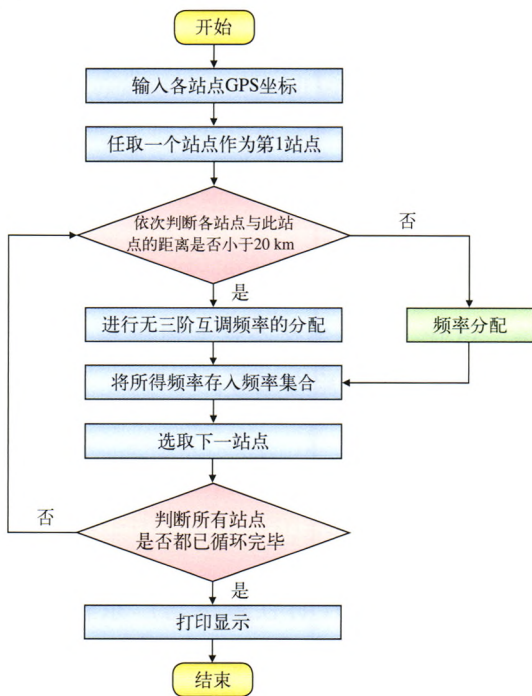 开始
输入各站点GPS坐标
任取一个站点作为第1站点
依次判断各站点与此站
点的距离是否小于20 km
否
是
进行无三阶互调频率的分配
频率分配
将所得频率存入频率集合
选取下一站点
否
判断所有站点
是否都已循环完毕
是
打印显示
结束